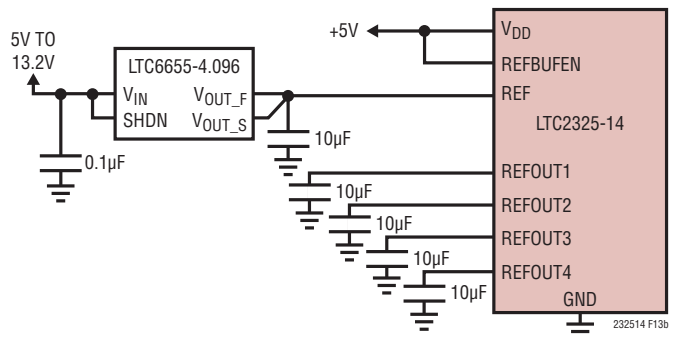 5V TO
13.2V
LTC6655-4.096
VIN
SHDN
VOUT_F
VOUT_S
0.1µF
10µF
+5V
VDD
REFBUFEN
REF
LTC2325-14
REFOUT1
10µF
REFOUT2
10µF
REFOUT3
10µF
REFOUT4
10µF
GND
232514 F13b